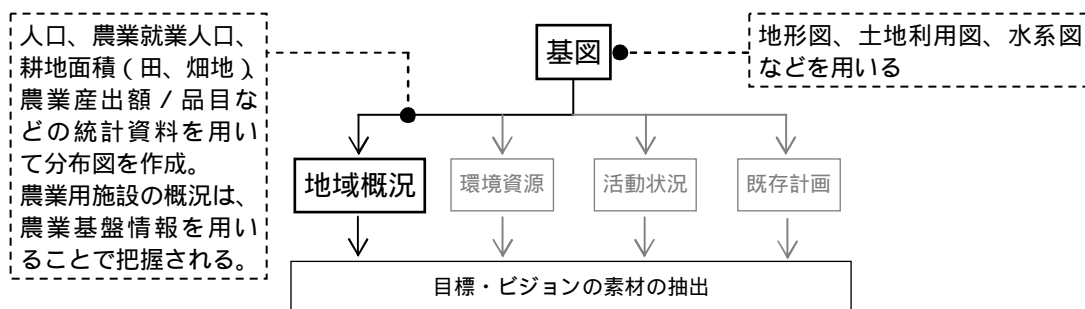 人口、農業就業人口、
耕地面積(田、畑地)、
農業産出額/品目な
どの統計資料を用い
て分布図を作成。
農業用施設の概況は、
農業基盤情報を用い
ることで把握される。
基図
地形図、土地利用図、水系図
などを用いる
地域概況
環境資源
活動状況
既存計画
目標・ビジョンの素材の抽出